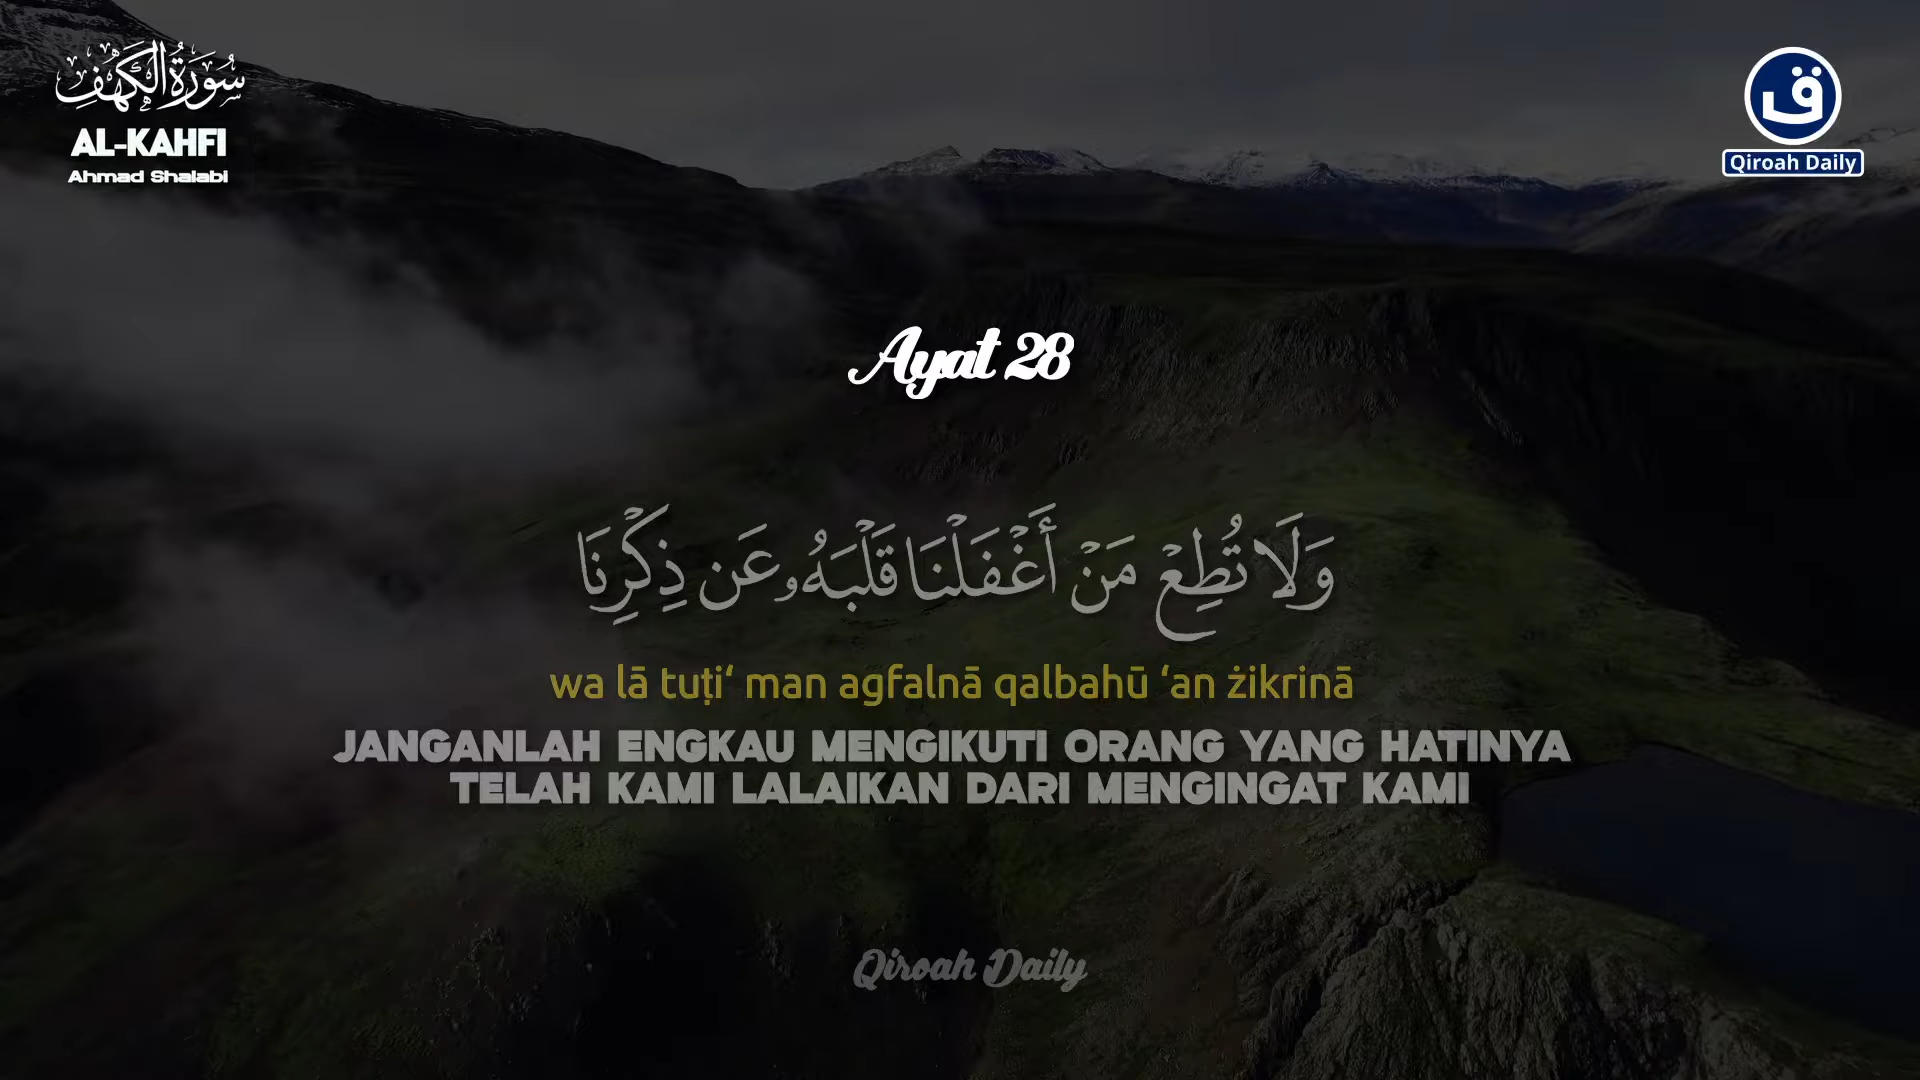 سُورَةُ الْكَهْفِ
AL-KAHFI
Ahmad Shalabi
ق
Qiroah Daily
Ayat 28
وَلَا تُطِعْ مَنْ أَغْفَلْنَا قَلْبَهُۥ عَن ذِكْرِنَا
wa lā tuṭi‘ man agfalnā qalbahū ‘an żikrinā
JANGANLAH ENGKAU MENGIKUTI ORANG YANG HATINYA
TELAH KAMI LALAIKAN DARI MENGINGAT KAMI
Qiroah Daily